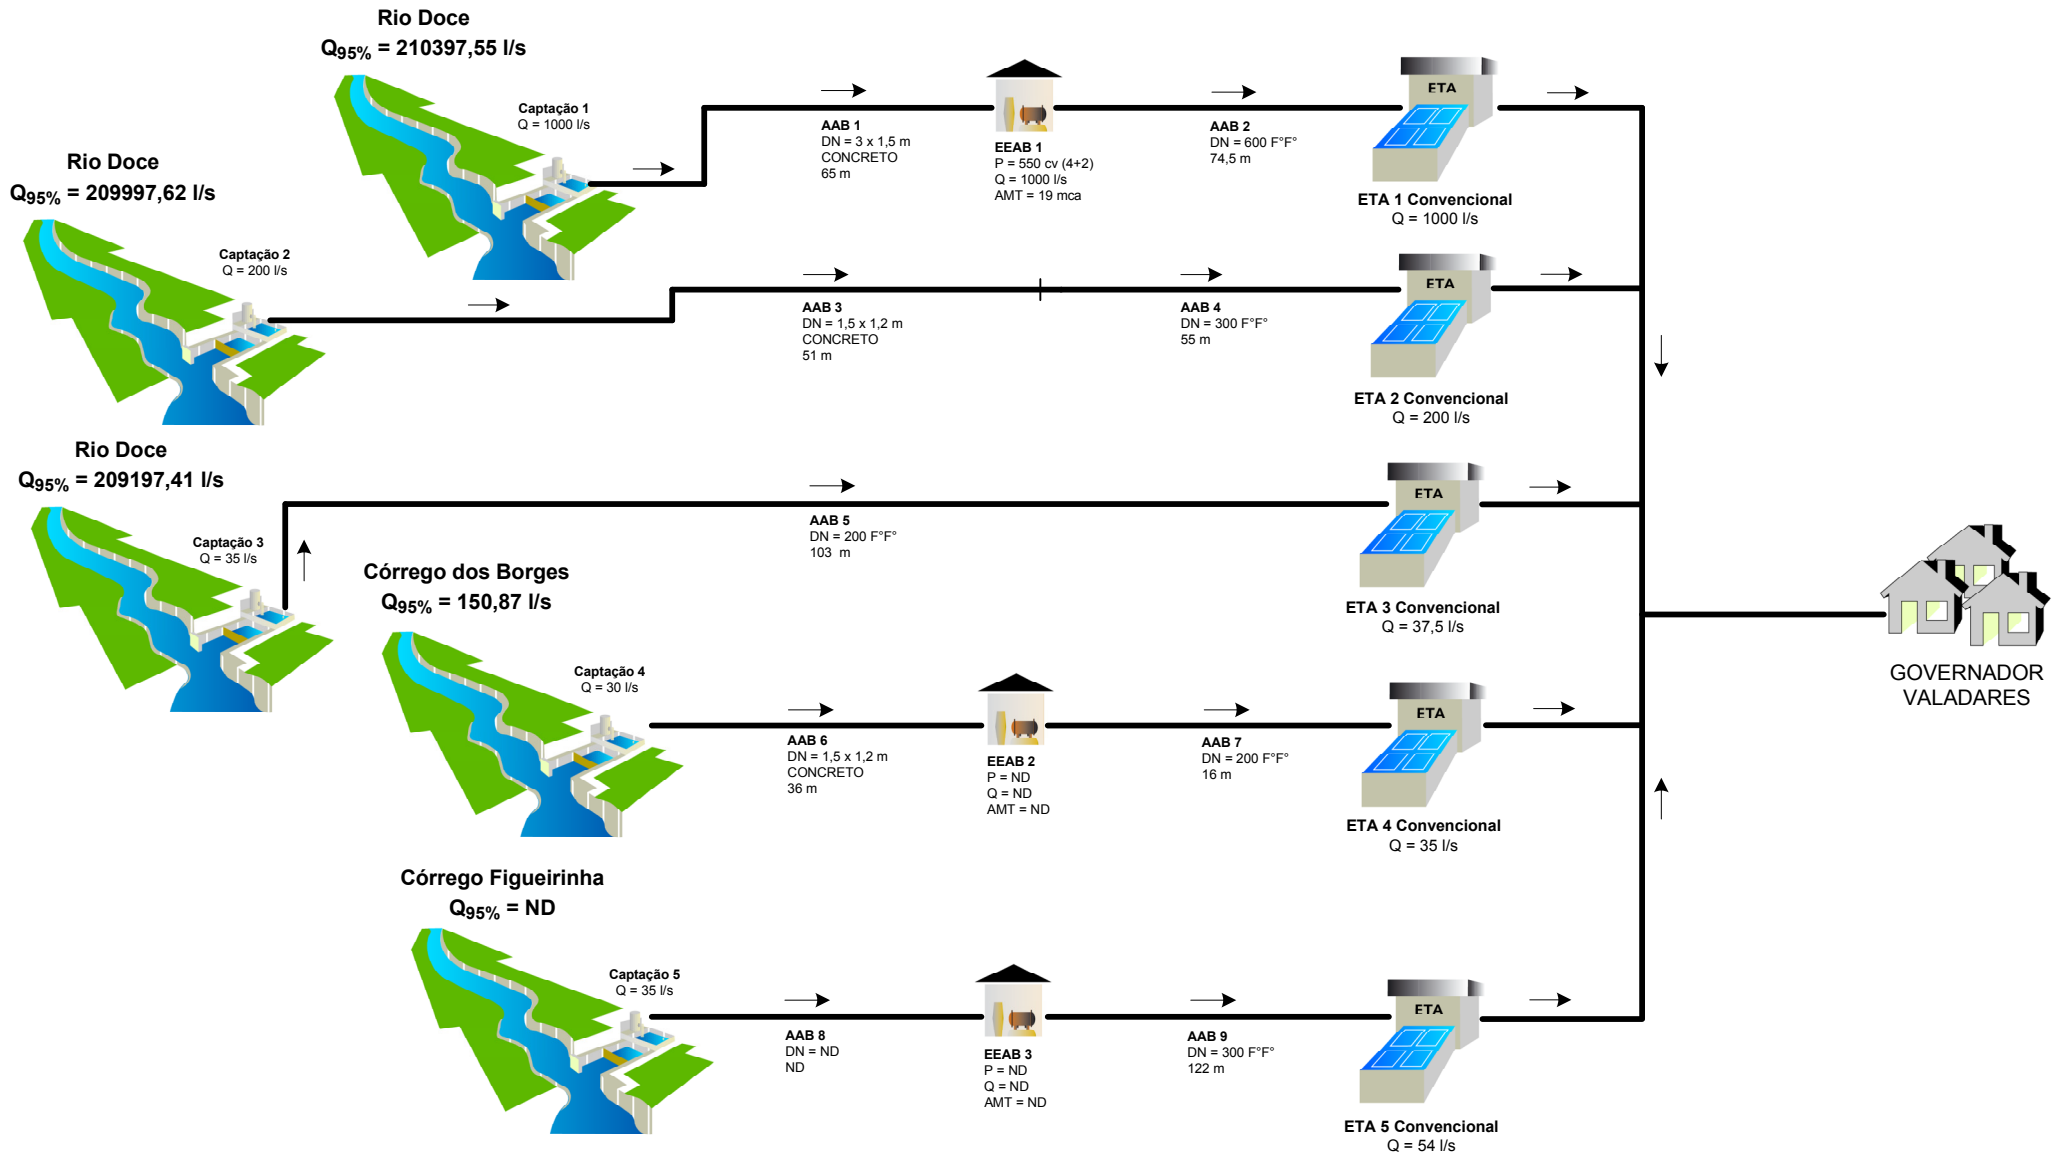 Rio Doce
Q95% = 210397,55 l/s
Captação 1
Q = 1000 l/s
AAB 1
DN = 3 x 1,5 m
CONCRETO
65 m
EEAB 1
P = 550 cv (4+2)
Q = 1000 l/s
AMT = 19 mca
AAB 2
DN = 600 F°F°
74,5 m
ETA
ETA 1 Convencional
Q = 1000 l/s
Rio Doce
Q95% = 209997,62 l/s
Captação 2
Q = 200 l/s
AAB 3
DN = 1,5 x 1,2 m
CONCRETO
51 m
AAB 4
DN = 300 F°F°
55 m
ETA
ETA 2 Convencional
Q = 200 l/s
Rio Doce
Q95% = 209197,41 l/s
Captação 3
Q = 35 l/s
AAB 5
DN = 200 F°F°
103 m
ETA
ETA 3 Convencional
Q = 37,5 l/s
Córrego dos Borges
Q95% = 150,87 l/s
Captação 4
Q = 30 l/s
AAB 6
DN = 1,5 x 1,2 m
CONCRETO
36 m
EEAB 2
P = ND
Q = ND
AMT = ND
AAB 7
DN = 200 F°F°
16 m
ETA
ETA 4 Convencional
Q = 35 l/s
GOVERNADOR
VALADARES
Córrego Figueirinha
Q95% = ND
Captação 5
Q = 35 l/s
AAB 8
DN = ND
ND
EEAB 3
P = ND
Q = ND
AMT = ND
AAB 9
DN = 300 F°F°
122 m
ETA
ETA 5 Convencional
Q = 54 l/s